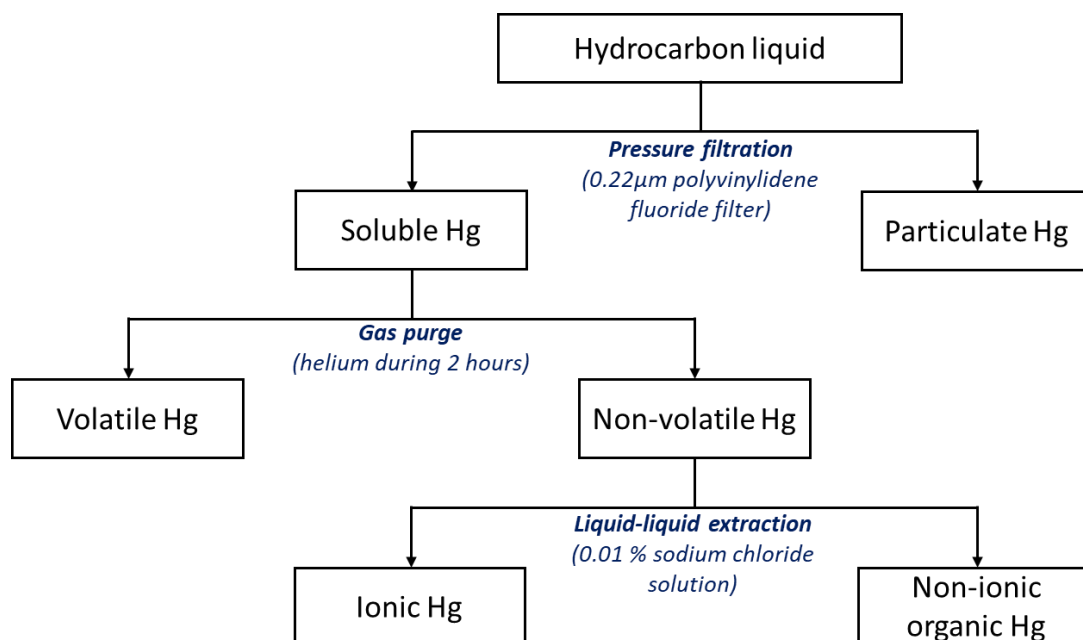 Hydrocarbon liquid
Pressure filtration
(0.22µm polyvinylidene
fluoride filter)
Soluble Hg
Particulate Hg
Gas purge
(helium during 2 hours)
Volatile Hg
Non-volatile Hg
Liquid-liquid extraction
(0.01 % sodium chloride
solution)
Ionic Hg
Non-ionic
organic Hg